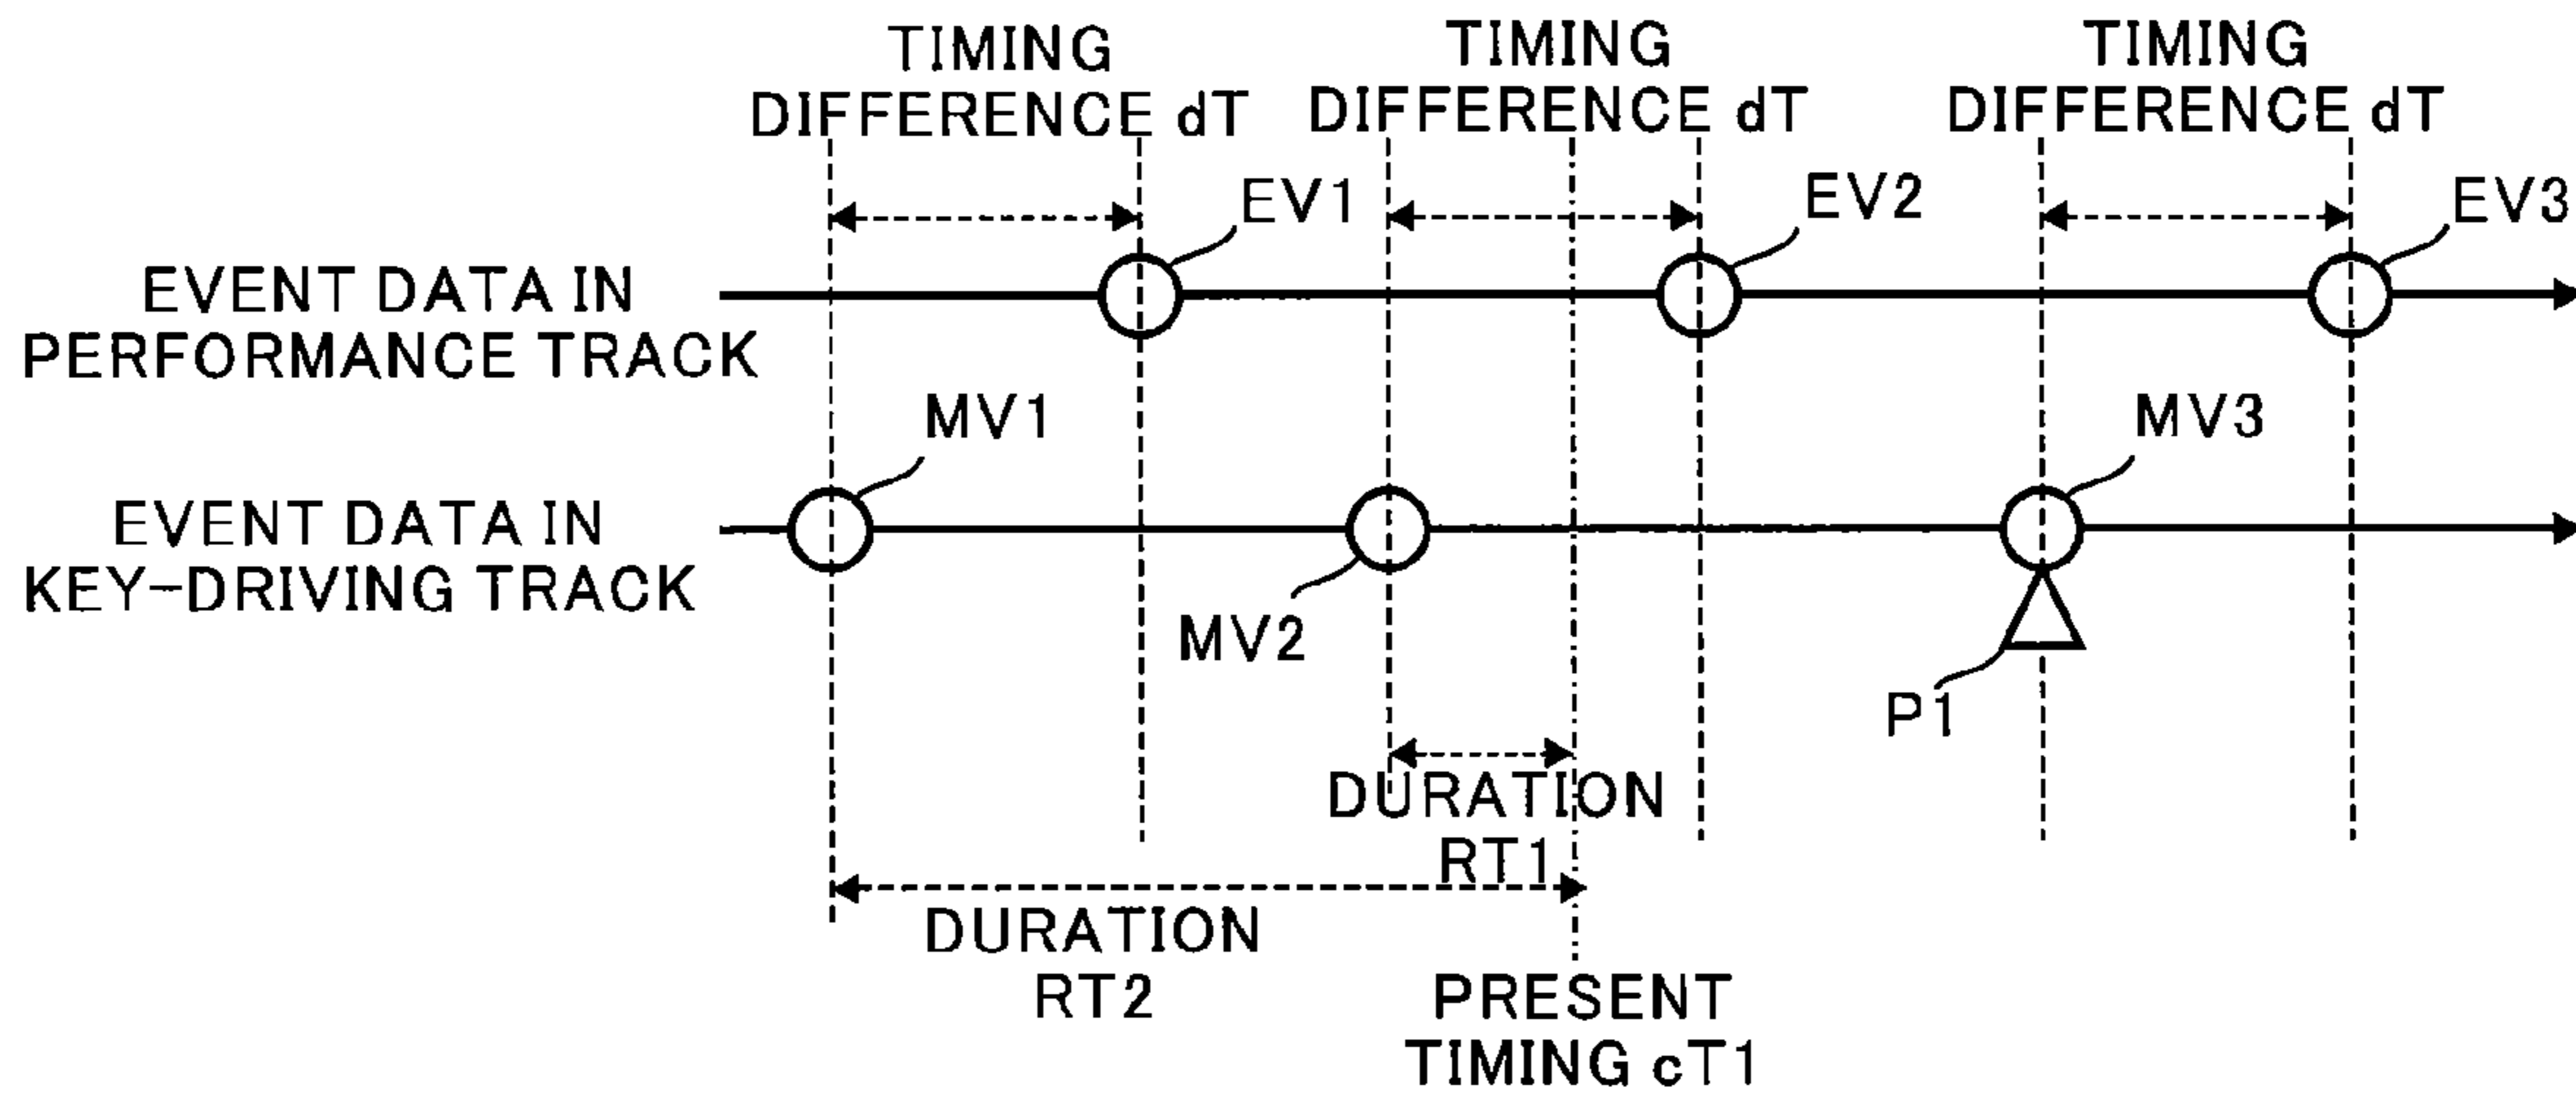 TIMING
DIFFERENCE dT
TIMING
DIFFERENCE dT
TIMING
DIFFERENCE dT
EV1
EV2
EV3
EVENT DATA IN
PERFORMANCE TRACK
MV1
MV3
EVENT DATA IN
KEY-DRIVING TRACK
MV2
P1
DURATION
RT1
DURATION
RT2
PRESENT
TIMING cT1